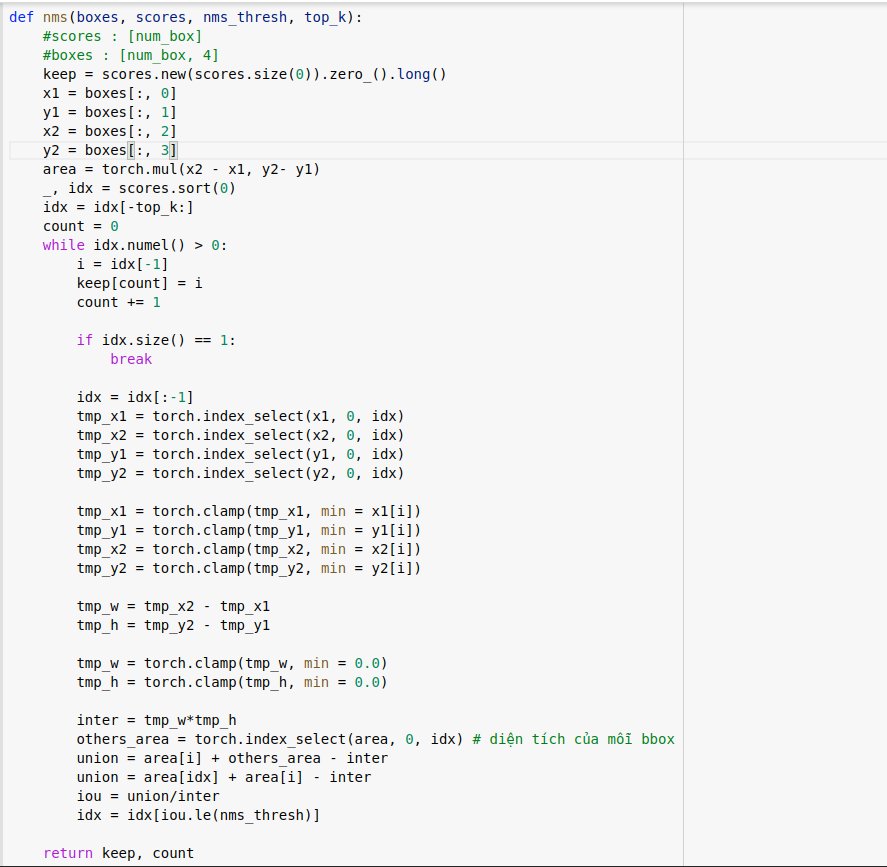 def nms(boxes, scores, nms_thresh, top_k):
    #scores : [num_box]
    #boxes : [num_box, 4]
    keep = scores.new(scores.size(0)).zero_().long()
    x1 = boxes[:, 0]
    y1 = boxes[:, 1]
    x2 = boxes[:, 2]
    y2 = boxes[:, 3]
    area = torch.mul(x2 - x1, y2- y1)
    _, idx = scores.sort(0)
    idx = idx[-top_k:]
    count = 0
    while idx.numel() > 0:
        i = idx[-1]
        keep[count] = i
        count += 1

        if idx.size() == 1:
            break

        idx = idx[:-1]
        tmp_x1 = torch.index_select(x1, 0, idx)
        tmp_x2 = torch.index_select(x2, 0, idx)
        tmp_y1 = torch.index_select(y1, 0, idx)
        tmp_y2 = torch.index_select(y2, 0, idx)

        tmp_x1 = torch.clamp(tmp_x1, min = x1[i])
        tmp_y1 = torch.clamp(tmp_y1, min = y1[i])
        tmp_x2 = torch.clamp(tmp_x2, min = x2[i])
        tmp_y2 = torch.clamp(tmp_y2, min = y2[i])

        tmp_w = tmp_x2 - tmp_x1
        tmp_h = tmp_y2 - tmp_y1

        tmp_w = torch.clamp(tmp_w, min = 0.0)
        tmp_h = torch.clamp(tmp_h, min = 0.0)

        inter = tmp_w*tmp_h
        others_area = torch.index_select(area, 0, idx) # diện tích của mỗi bbox
        union = area[i] + others_area - inter
        union = area[idx] + area[i] - inter
        iou = union/inter
        idx = idx[iou.le(nms_thresh)]

    return keep, count